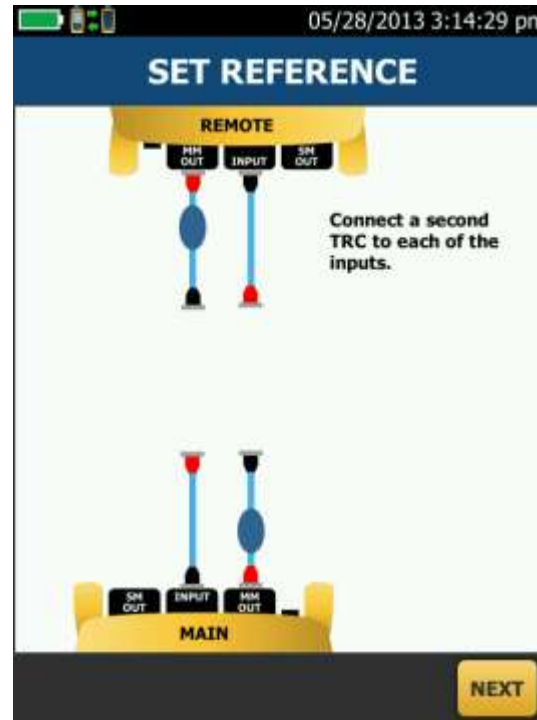 05/28/2013 3:14:29 pm
SET REFERENCE
REMOTE
MM OUT
INPUT
SM OUT
Connect a second
TRC to each of the
inputs.
SM OUT
INPUT
MM OUT
MAIN
NEXT